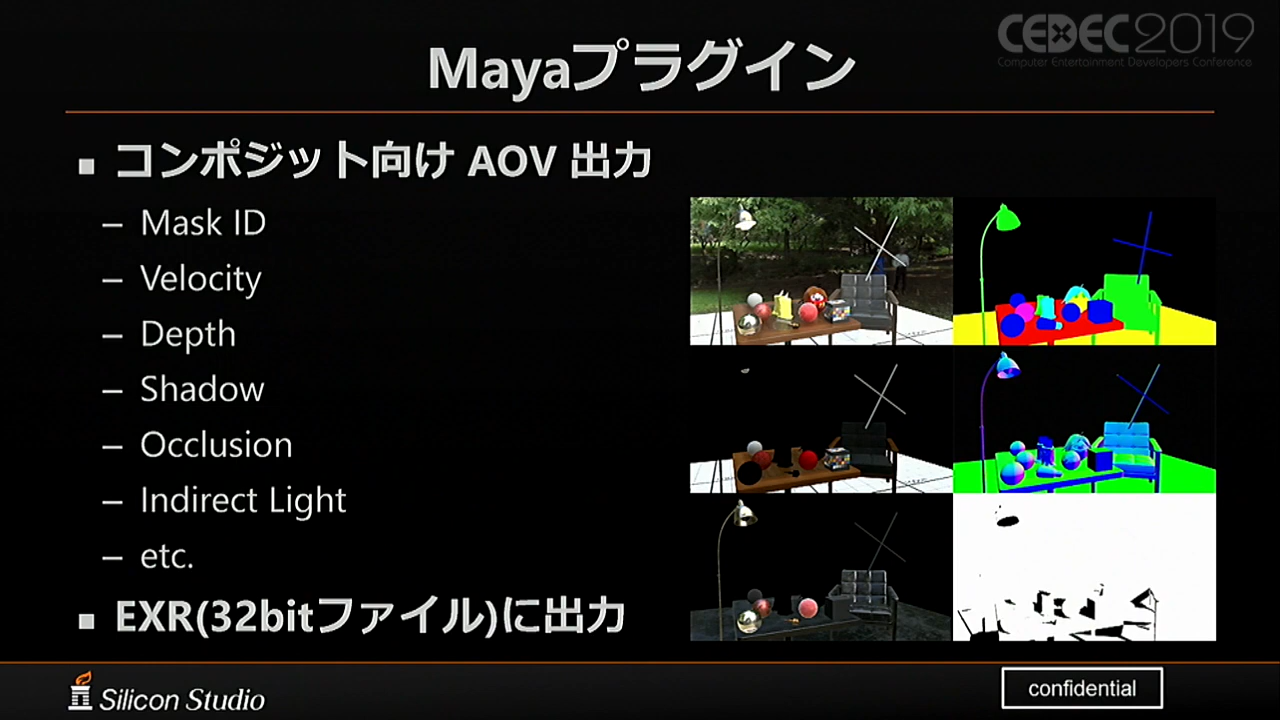 CEDEC2019
Computer Entertainment Developers Conference
Mayaプラグイン
▪ コンポジット向け AOV 出力
– Mask ID
– Velocity
– Depth
– Shadow
– Occlusion
– Indirect Light
– etc.
▪ EXR(32bitファイル)に出力
Silicon Studio
confidential